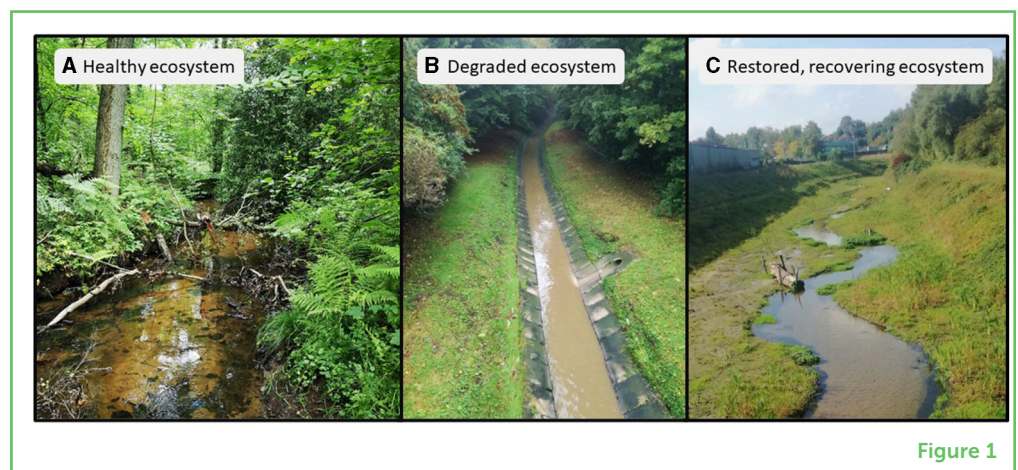 A Healthy ecosystem
B Degraded ecosystem
C Restored, recovering ecosystem
Figure 1